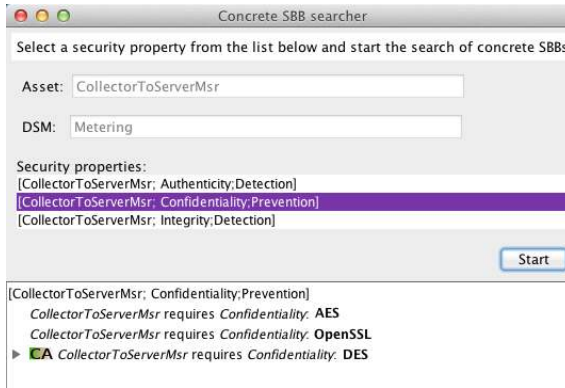 Concrete SBB searcher
Select a security property from the list below and start the search of concrete SBBs
Asset: CollectorToServerMsr
DSM: Metering
Security properties:
[CollectorToServerMsr; Authenticity;Detection]
[CollectorToServerMsr; Confidentiality;Prevention]
[CollectorToServerMsr; Integrity;Detection]
Start
[CollectorToServerMsr; Confidentiality;Prevention]
CollectorToServerMsr requires Confidentiality: AES
CollectorToServerMsr requires Confidentiality: OpenSSL
CA CollectorToServerMsr requires Confidentiality: DES